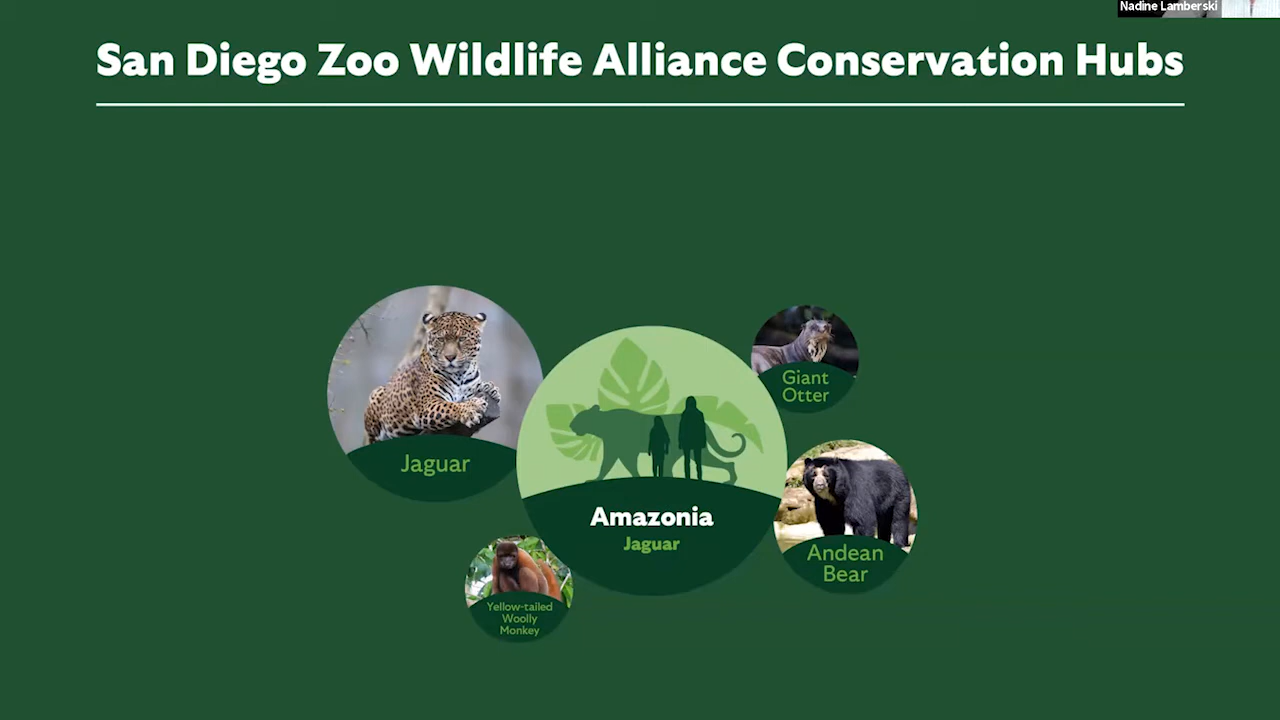 Nadine Lamberski
San Diego Zoo Wildlife Alliance Conservation Hubs
Jaguar
Amazonia
Jaguar
Giant
Otter
Andean
Bear
Yellow-tailed
Woolly
Monkey